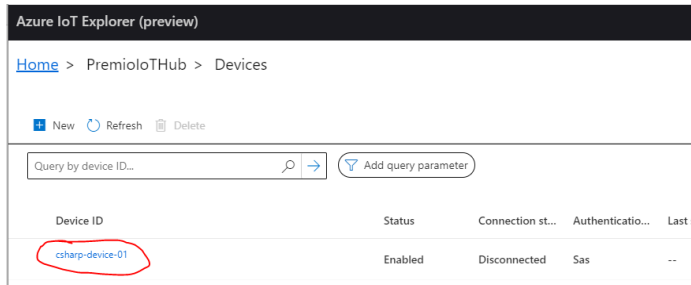 Azure IoT Explorer (preview)
Home > PremioIoTHub > Devices
New Refresh Delete
Query by device ID... Add query parameter
Device ID Status Connection st... Authenticatio... Last
csharp-device-01 Enabled Disconnected Sas --